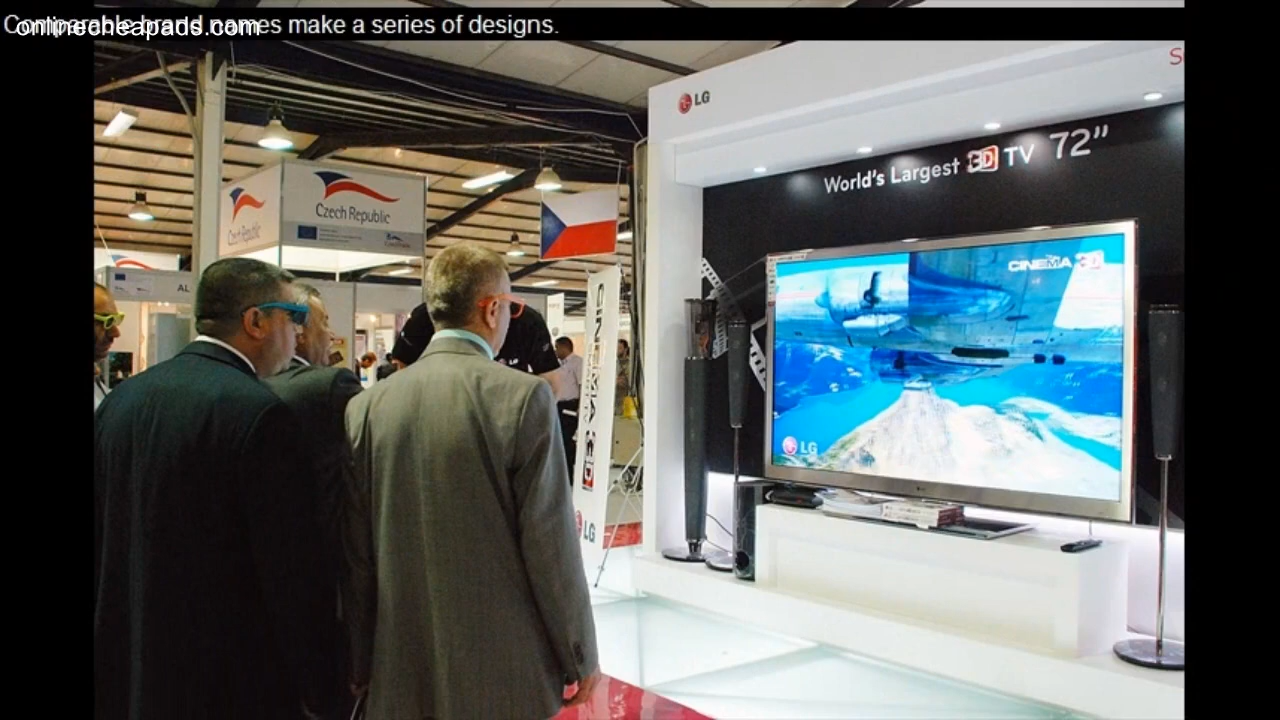 Comparable brand names make a series of designs.
onlinecheapads.com
LG
World's Largest 3D TV 72”
Czech Republic
Czech Republic
CINEMA 3D
AL
CINEMA 3D
LG
LG